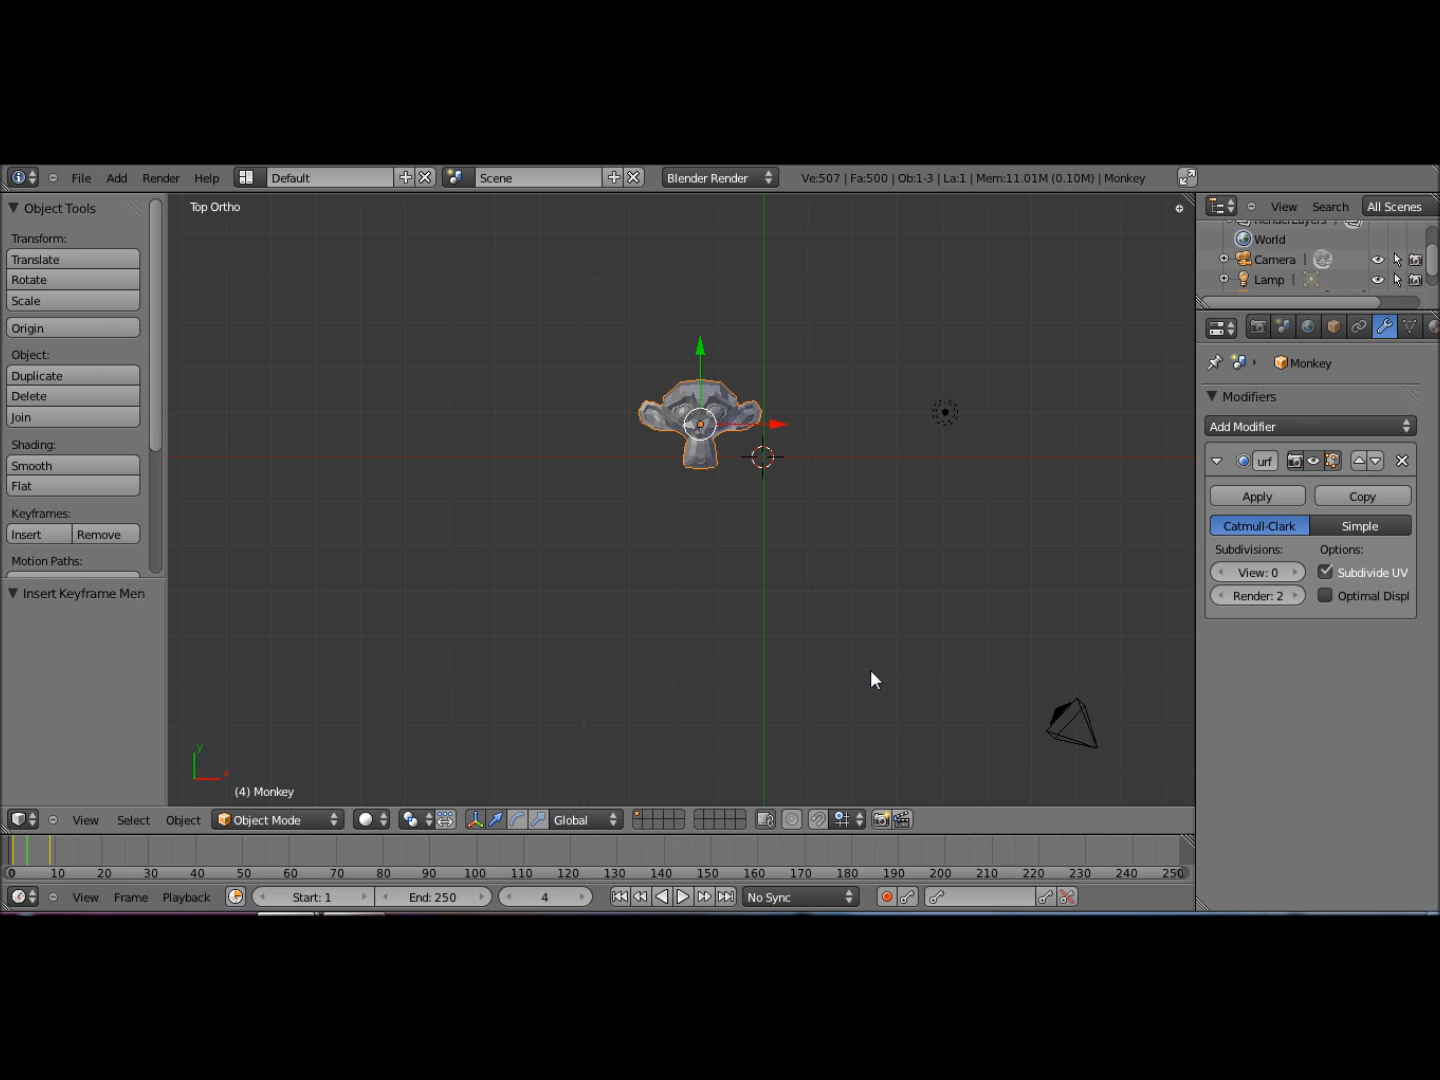 File Add Render Help Default Scene Blender Render Ve:507 | Fa:500 | Ob:1-3 | La:1 | Mem:11.01M (0.10M) | Monkey
Object Tools
Transform:
Translate
Rotate
Scale
Origin
Object:
Duplicate
Delete
Join
Shading:
Smooth
Flat
Keyframes:
Insert Remove
Motion Paths:
Insert Keyframe Men
Top Ortho
y
x
(4) Monkey
View Search All Scenes
World
Camera |
Lamp |
Monkey
Modifiers
Add Modifier
urf
Apply Copy
Catmull-Clark Simple
Subdivisions: Options:
View: 0 Subdivide UV
Render: 2 Optimal Displ
View Select Object Object Mode Global
0 10 20 30 40 50 60 70 80 90 100 110 120 130 140 150 160 170 180 190 200 210 220 230 240 250
View Frame Playback Start: 1 End: 250 4 No Sync